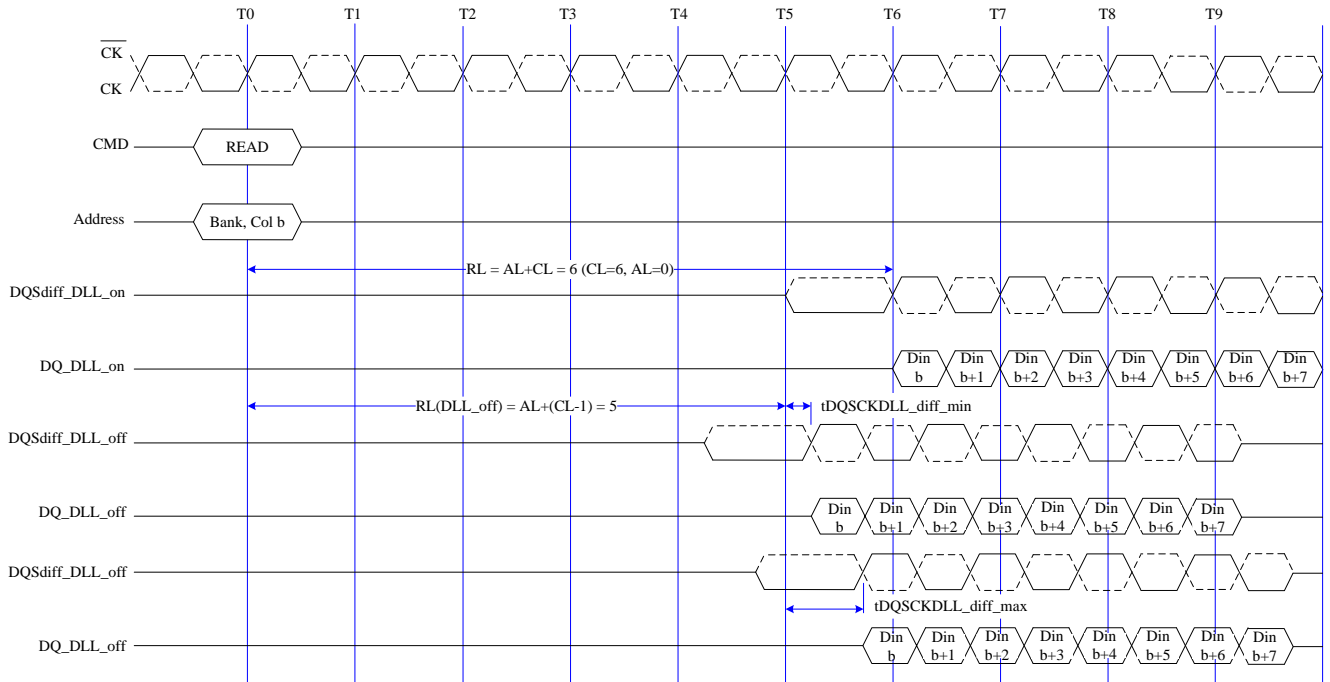 T0 T1 T2 T3 T4 T5 T6 T7 T8 T9
CK
CK
CMD
READ
Address
Bank, Col b
RL = AL+CL = 6 (CL=6, AL=0)
DQSdiff_DLL_on
DQ_DLL_on
Din b
Din b+1
Din b+2
Din b+3
Din b+4
Din b+5
Din b+6
Din b+7
RL(DLL_off) = AL+(CL-1) = 5
tDQSCKDLL_diff_min
DQSdiff_DLL_off
DQ_DLL_off
Din b
Din b+1
Din b+2
Din b+3
Din b+4
Din b+5
Din b+6
Din b+7
DQSdiff_DLL_off
tDQSCKDLL_diff_max
DQ_DLL_off
Din b
Din b+1
Din b+2
Din b+3
Din b+4
Din b+5
Din b+6
Din b+7